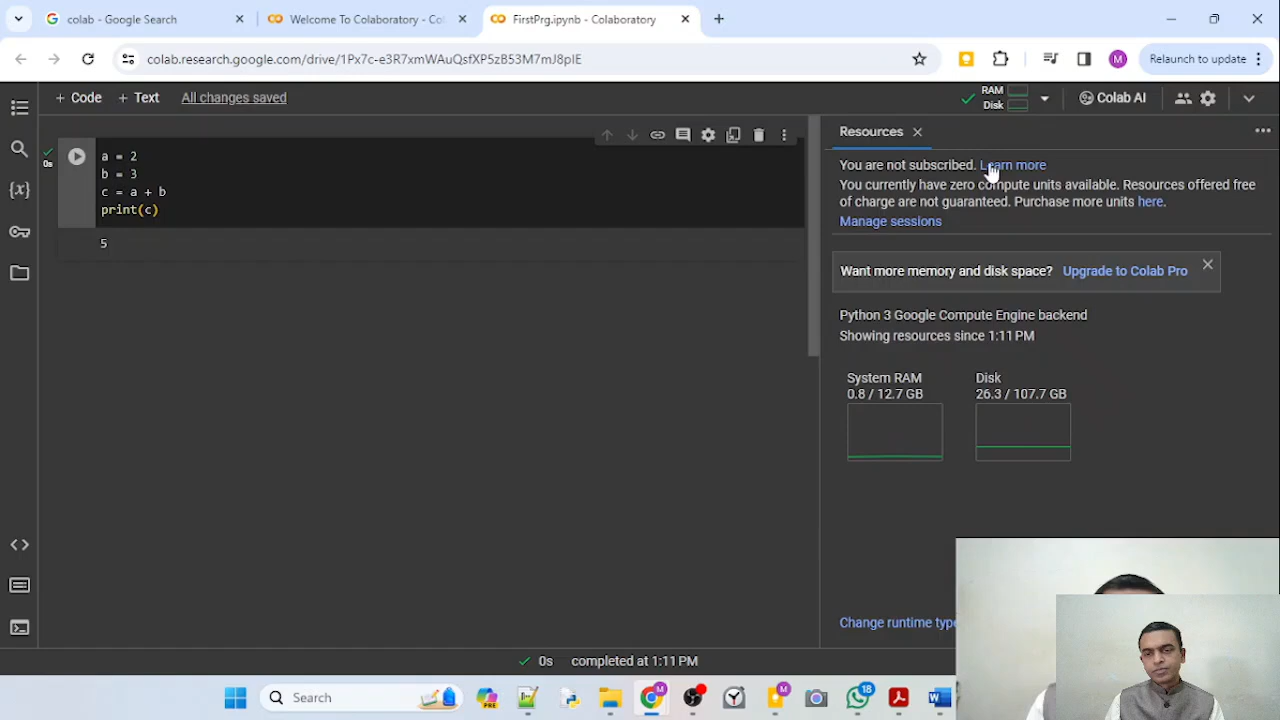 colab - Google Search
Welcome To Colaboratory - Co
FirstPrg.ipynb - Colaboratory
colab.research.google.com/drive/1Px7c-e3R7xmWAuQsfXP5zB53M7mJ8pIE
M
Relaunch to update
+ Code + Text All changes saved
RAM
Disk
Colab AI
Resources
0s
a = 2
b = 3
c = a + b
print(c)
5
{x}
You are not subscribed. Learn more
You currently have zero compute units available. Resources offered free
of charge are not guaranteed. Purchase more units here.
Manage sessions
Want more memory and disk space? Upgrade to Colab Pro
Python 3 Google Compute Engine backend
Showing resources since 1:11 PM
System RAM
0.8 / 12.7 GB
Disk
26.3 / 107.7 GB
Change runtime type
0s completed at 1:11 PM
Search
PRE
M
M
18
W